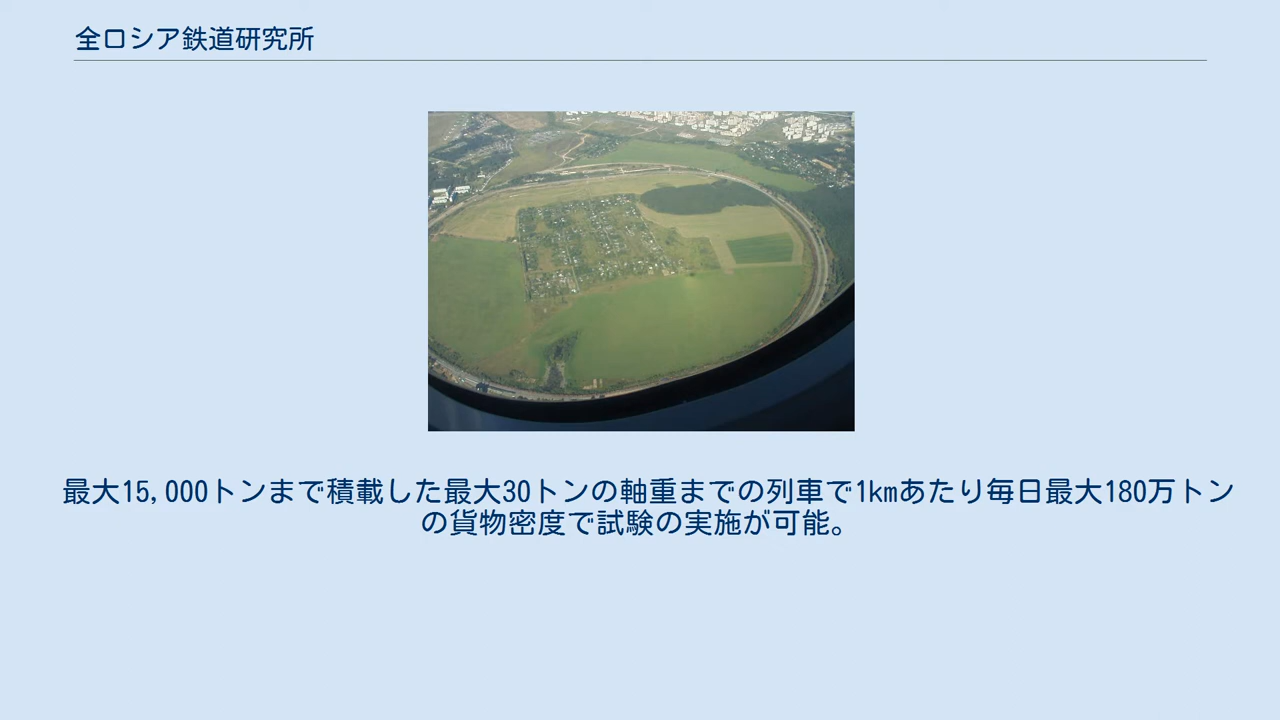 全ロシア鉄道研究所
最大15,000トンまで積載した最大30トンの軸重までの列車で1kmあたり毎日最大180万トン
の貨物密度で試験の実施が可能。